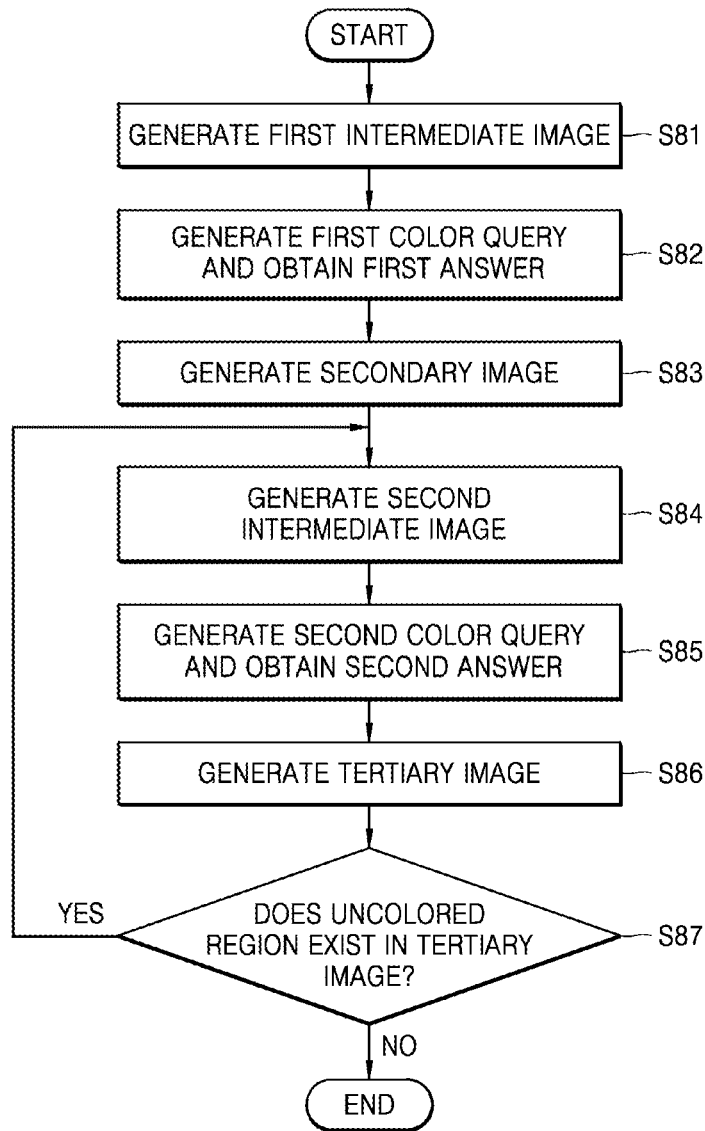 START
GENERATE FIRST INTERMEDIATE IMAGE
S81
GENERATE FIRST COLOR QUERY
AND OBTAIN FIRST ANSWER
S82
GENERATE SECONDARY IMAGE
S83
GENERATE SECOND
INTERMEDIATE IMAGE
S84
GENERATE SECOND COLOR QUERY
AND OBTAIN SECOND ANSWER
S85
GENERATE TERTIARY IMAGE
S86
YES
DOES UNCOLORED
REGION EXIST IN TERTIARY
IMAGE?
S87
NO
END